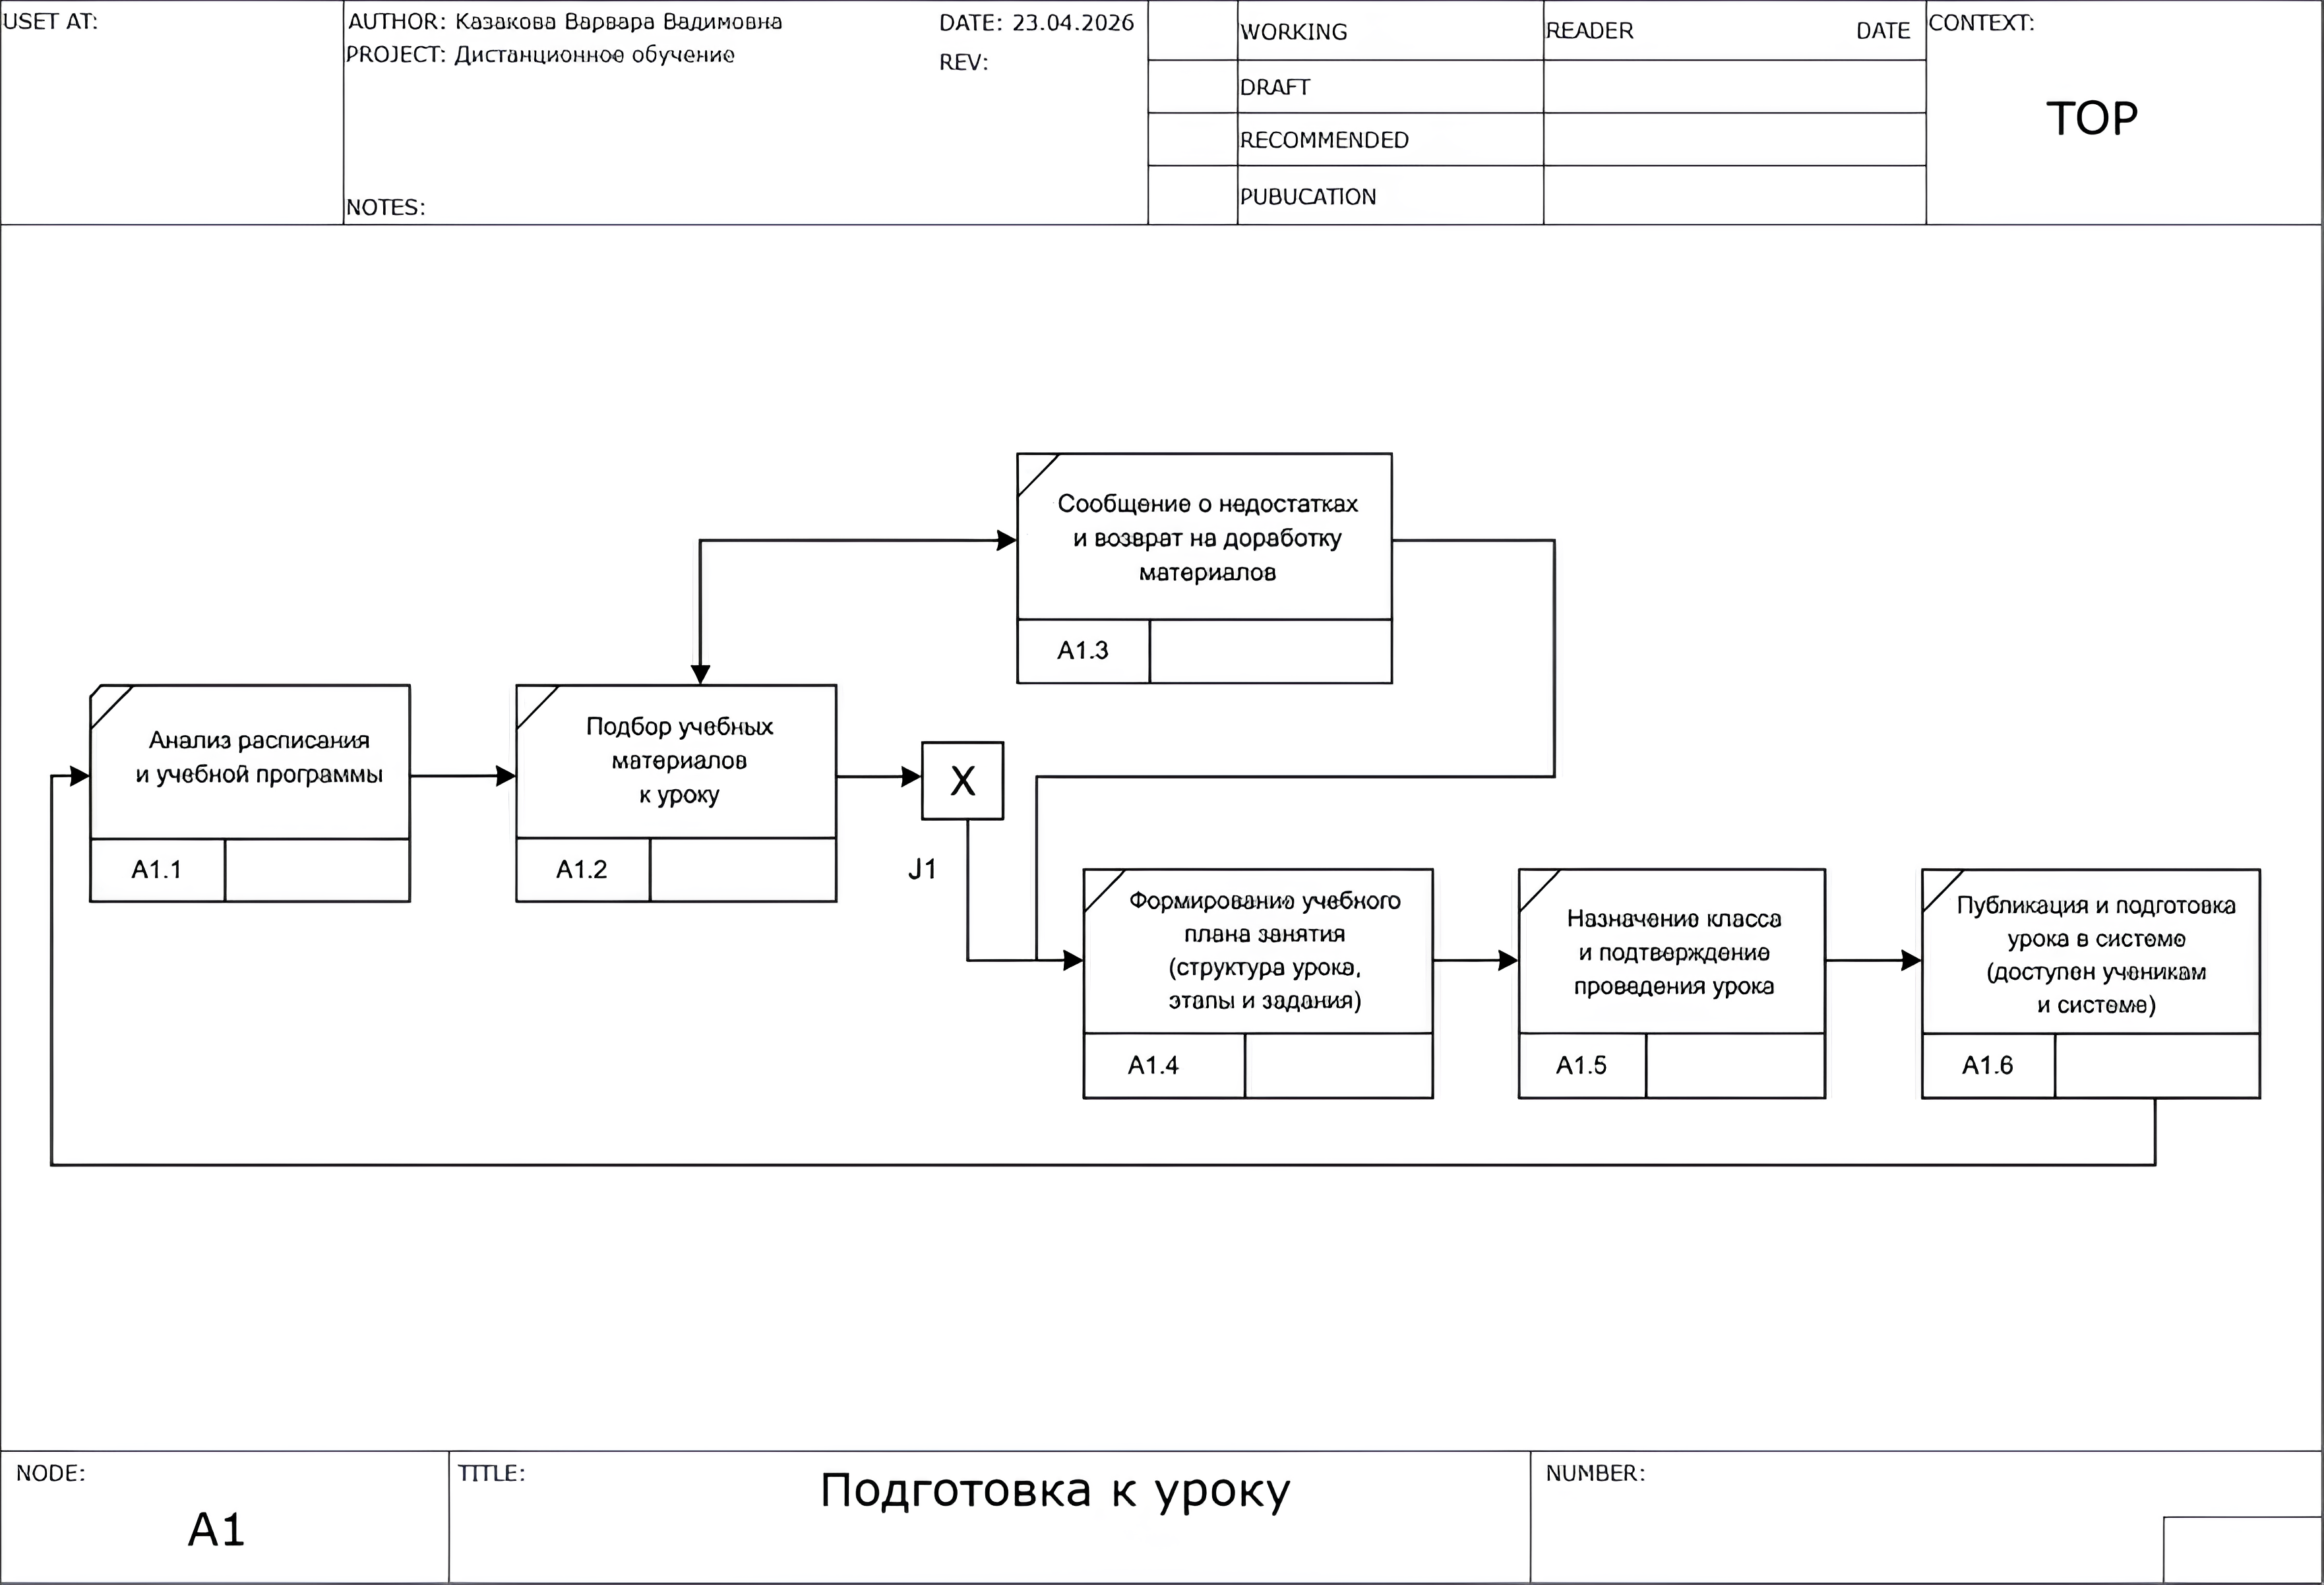 USET AT:
AUTHOR: Казакова Варвара Вадимовна
DATE: 23.04.2026
PROJECT: Дистанционное обучение
REV:
NOTES:
WORKING
READER DATE
DRAFT
RECOMMENDED
PUBUCATION
CONTEXT:
TOP
Сообщение о недостатках
и возврат на доработку
материалов
A1.3
Анализ расписания
и учебной программы
A1.1
Подбор учебных
материалов
к уроку
A1.2
X
J1
Формирование учебного
плана занятия
(структура урока,
этапы и задания)
A1.4
Назначение класса
и подтверждение
проведения урока
A1.5
Публикация и подготовка
урока в системе
(доступен ученикам
и системе)
A1.6
NODE:
A1
TITLE:
Подготовка к уроку
NUMBER: